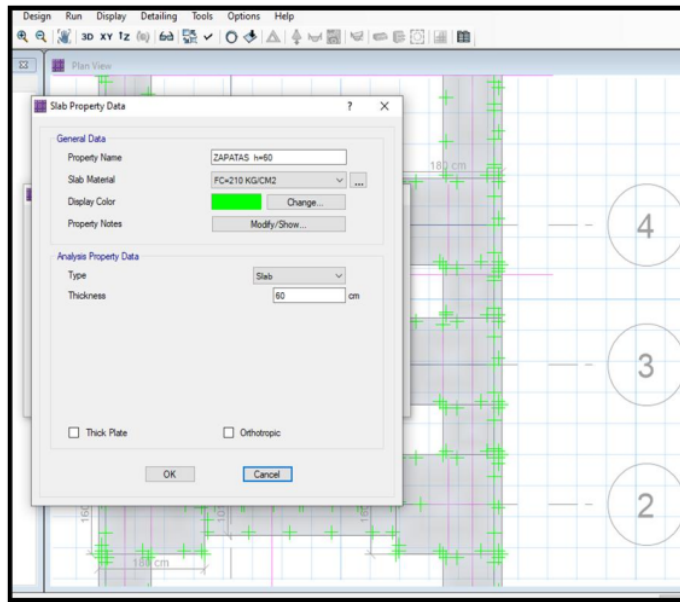 Design Run Display Detailing Tools Options Help
3D XY
Plan View
Slab Property Data ? X
General Data
Property Name ZAPATAS h=60
Slab Material FC=210 KG/CM2 ...
Display Color Change...
Property Notes Modify/Show...
Analysis Property Data
Type Slab
Thickness 60 cm
Thick Plate Orthotropic
OK Cancel
180 cm
4
3
2
180 cm